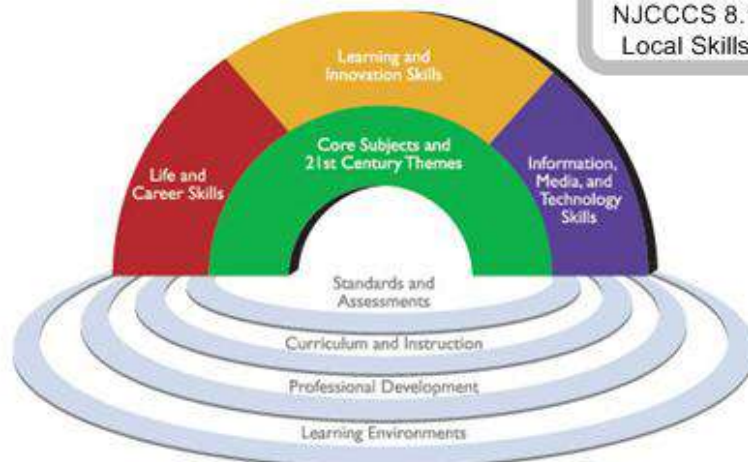 NJCCCS 8.
Local Skills
Learning and
Innovation Skills
Core Subjects and
21st Century Themes
Life and
Career Skills
Information,
Media, and
Technology
Skills
Standards and
Assessments
Curriculum and Instruction
Professional Development
Learning Environments